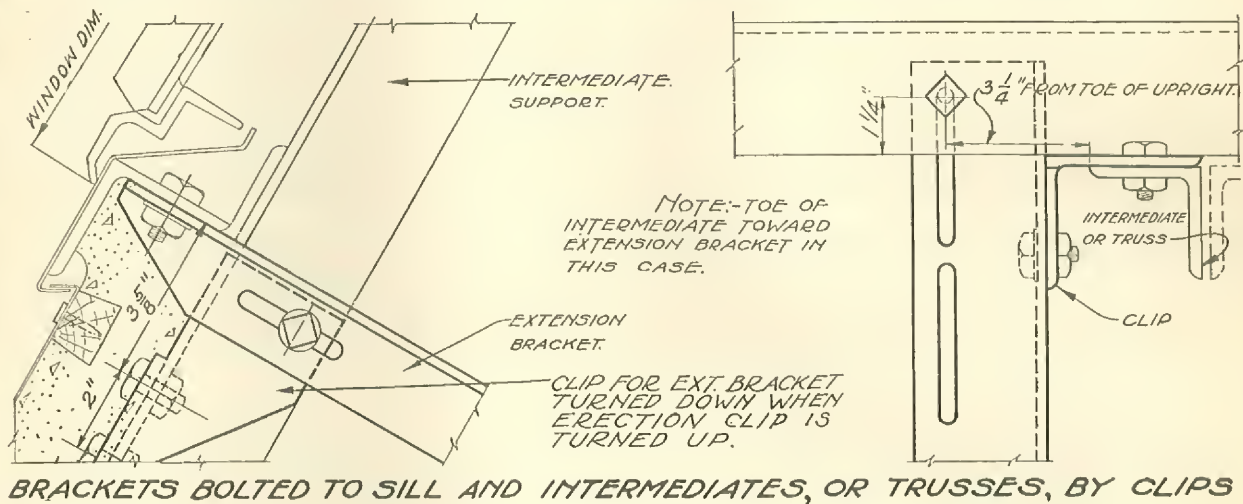 WINDOW DIM.
INTERMEDIATE
SUPPORT.
3 5/8"
2"
EXTENSION
BRACKET.
CLIP FOR EXT. BRACKET
TURNED DOWN WHEN
ERECTION CLIP IS
TURNED UP.
NOTE:- TOE OF
INTERMEDIATE TOWARD
EXTENSION BRACKET IN
THIS CASE.
1 1/4"
3 1/4" FROM TOE OF UPRIGHT.
INTERMEDIATE
OR TRUSS
CLIP
BRACKETS BOLTED TO SILL AND INTERMEDIATES, OR TRUSSES, BY CLIPS